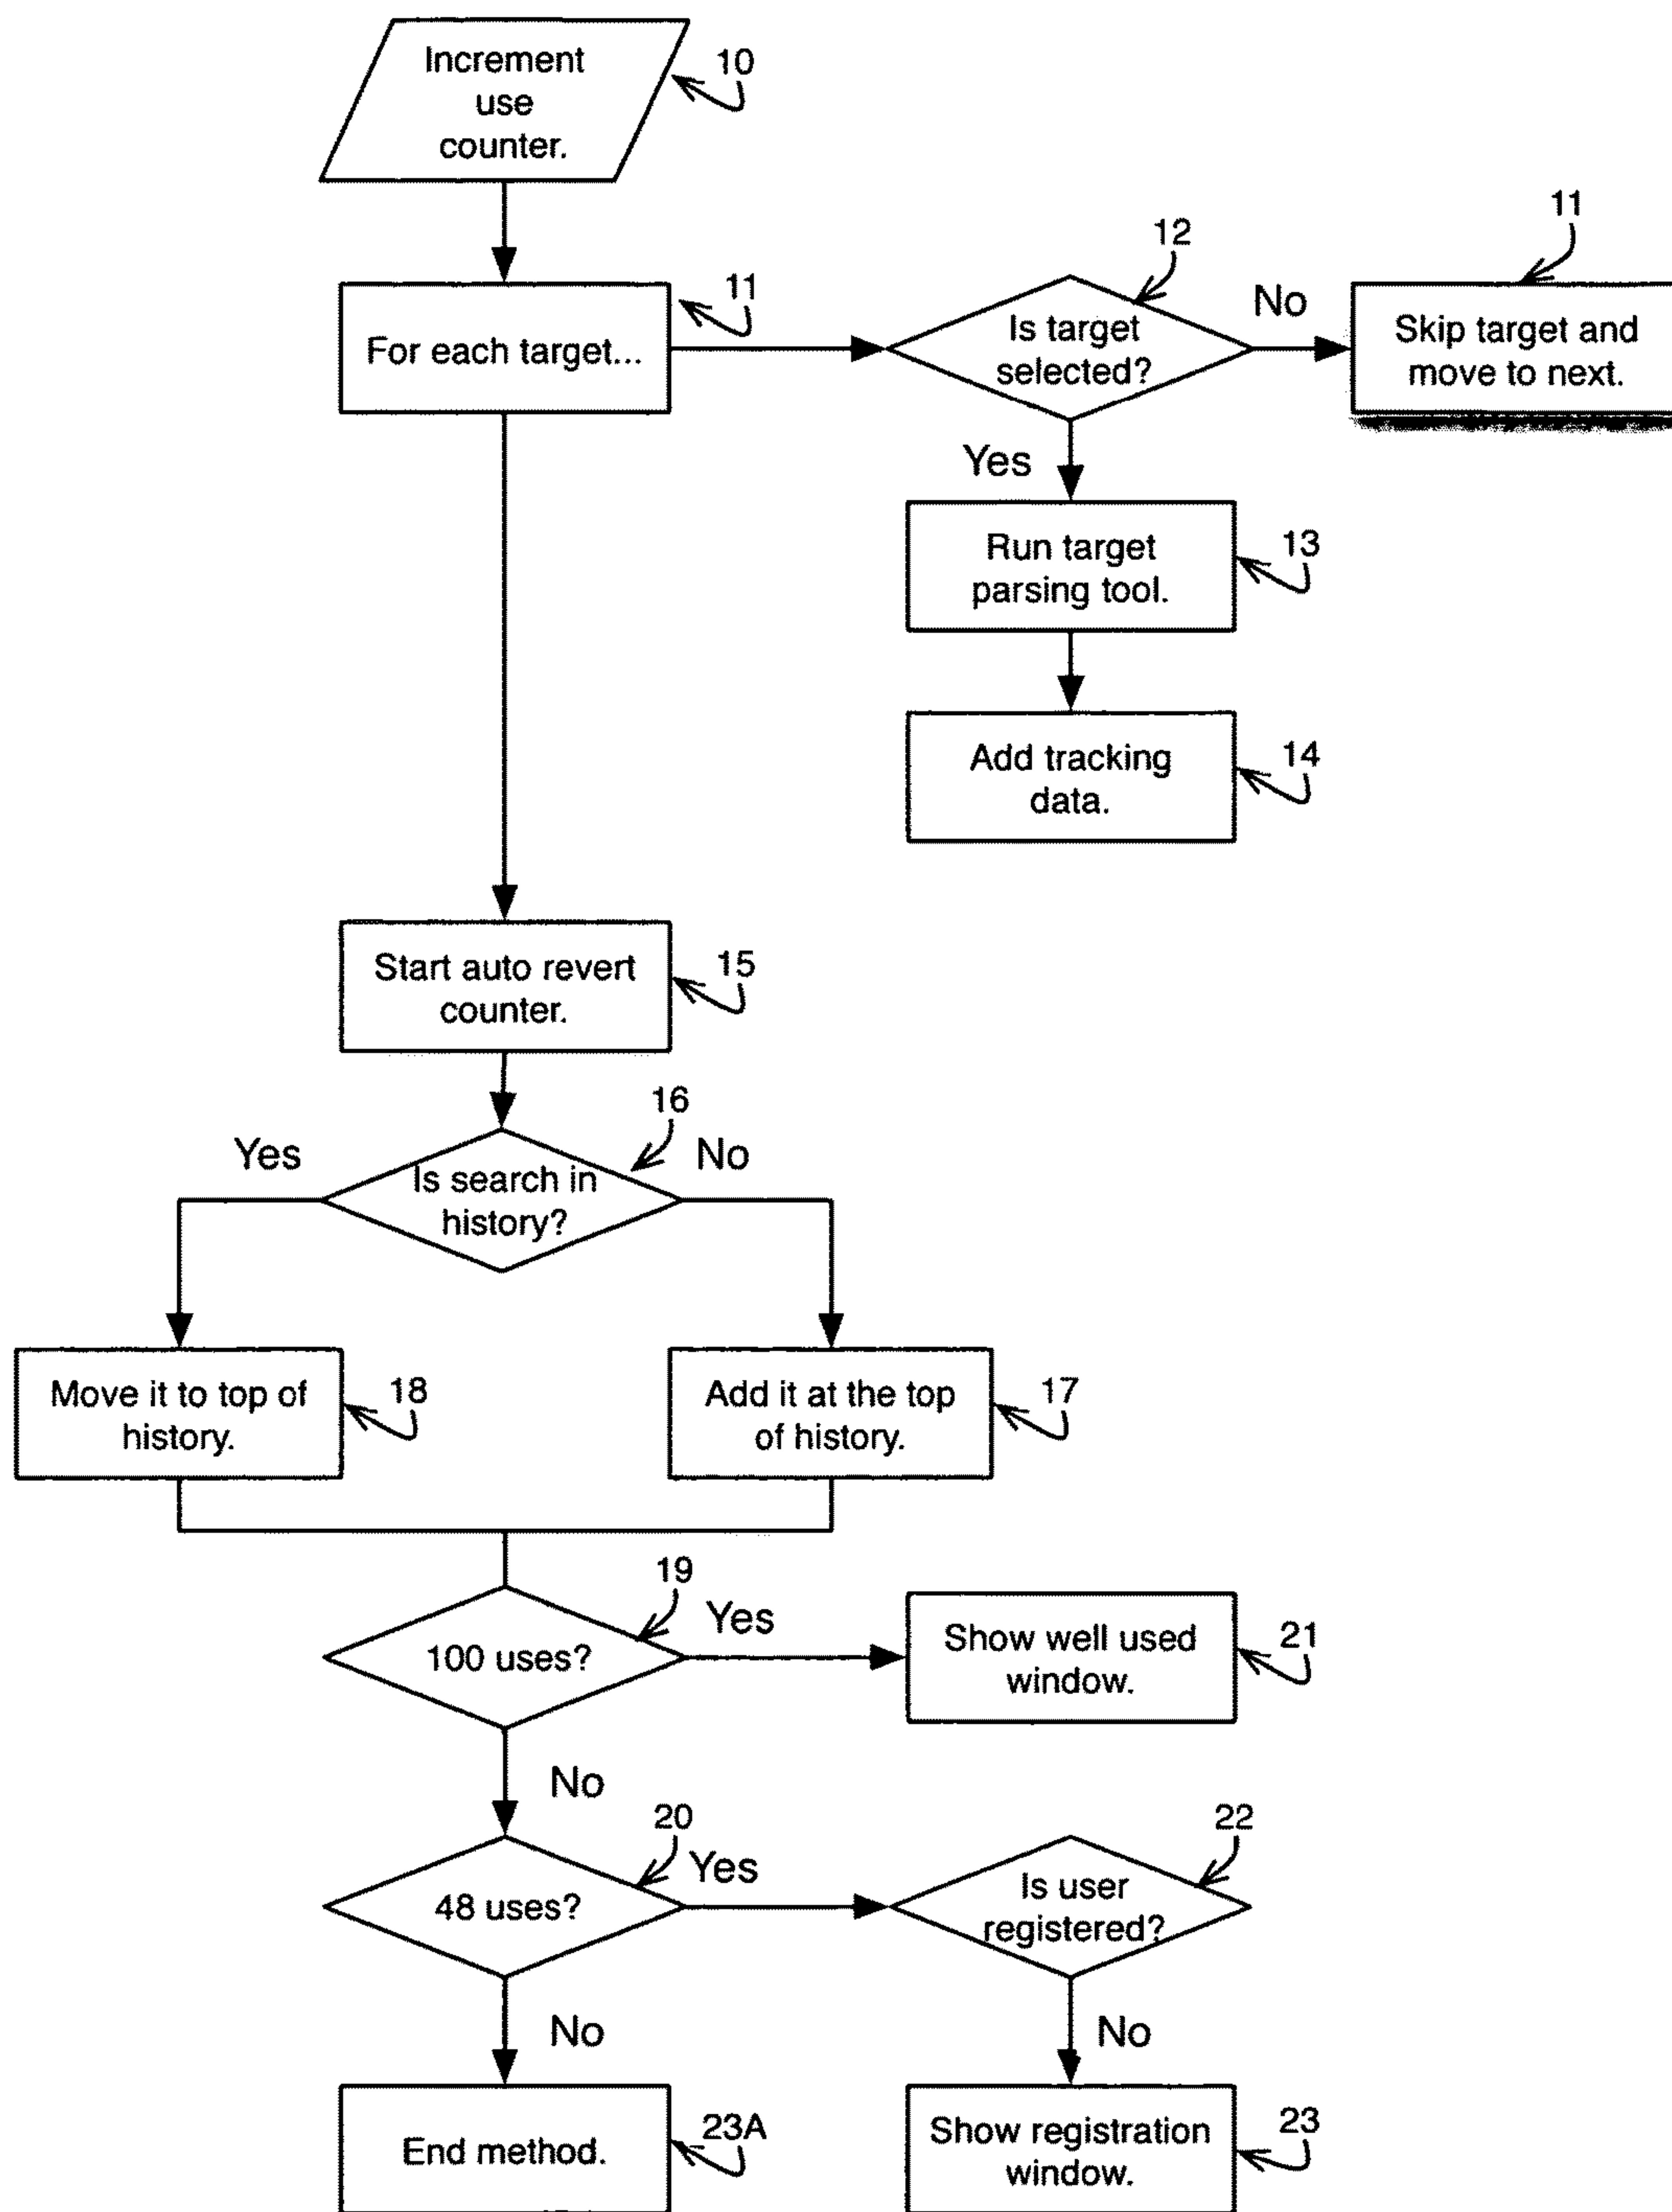 Increment
use
counter.
10
For each target...
11
12
Is target
selected?
No
11
Skip target and
move to next.
Yes
Run target
parsing tool.
13
Add tracking
data.
14
Start auto revert
counter.
15
16
Yes
No
Is search in
history?
Move it to top of
history.
18
Add it at the top
of history.
17
19
100 uses?
Yes
Show well used
window.
21
No
20
48 uses?
Yes
22
Is user
registered?
No
No
End method.
23A
Show registration
window.
23